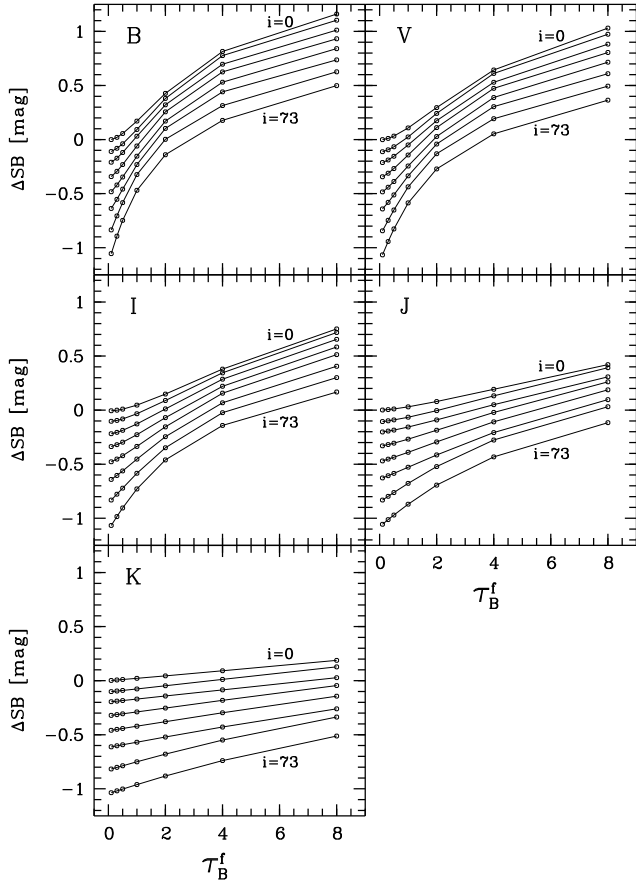 B
V
1
0.5
0
-0.5
-1
ΔSB [mag]
i=0
i=73
i=0
i=73
I
J
1
0.5
0
-0.5
-1
ΔSB [mag]
i=0
i=73
i=0
i=73
K
1
0.5
0
-0.5
-1
ΔSB [mag]
i=0
i=73
0 2 4 6 8
τ_B^f
0 2 4 6 8
τ_B^f